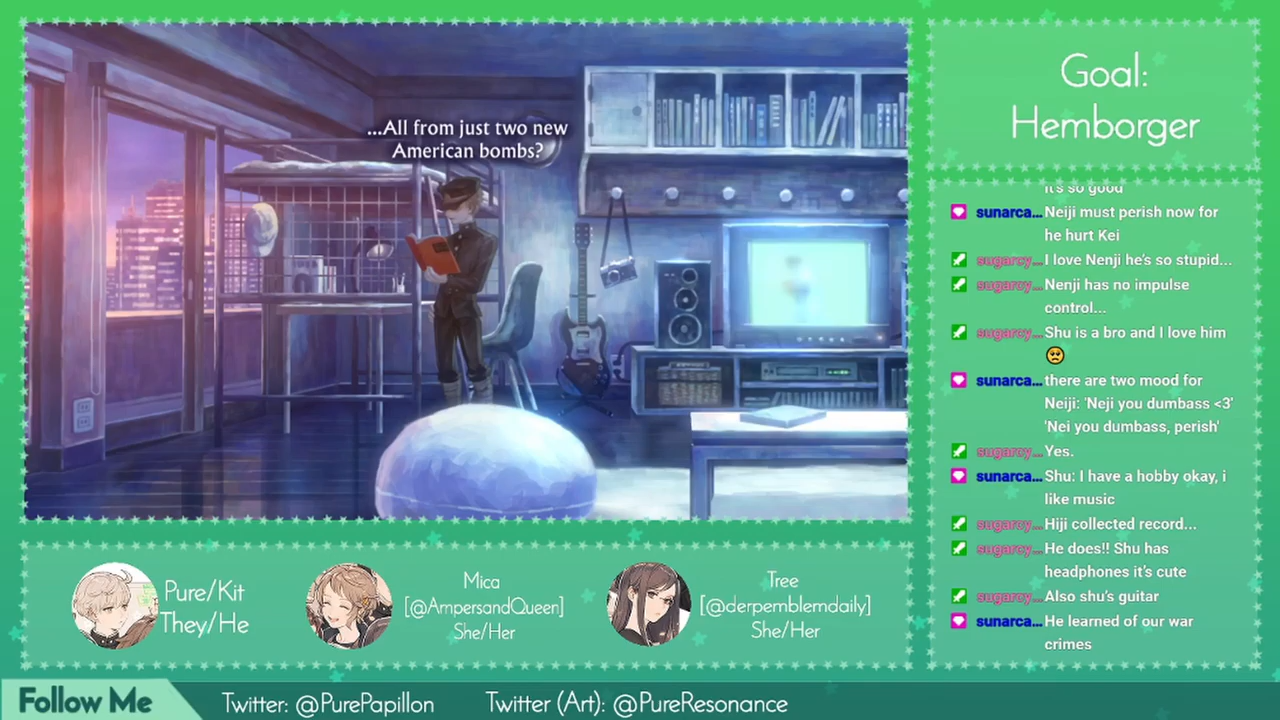 ...All from just two new
American bombs?
Goal:
Hemborger
it's so good
sunarca... Neiji must perish now for
he hurt Kei
sugarcy... I love Nenji he's so stupid...
sugarcy... Nenji has no impulse
control...
sugarcy... Shu is a bro and I love him
🥺
sunarca... there are two mood for
Neiji: 'Neji you dumbass <3'
'Nei you dumbass, perish'
sugarcy... Yes.
sunarca... Shu: I have a hobby okay, i
like music
sugarcy... Hiji collected record...
sugarcy... He does!! Shu has
headphones it's cute
sugarcy... Also shu's guitar
sunarca... He learned of our war
crimes
Pure/Kit
They/He
Mica
[@AmpersandQueen]
She/Her
Tree
[@derpemblemdaily]
She/Her
Follow Me
Twitter: @PurePapillon
Twitter (Art): @PureResonance